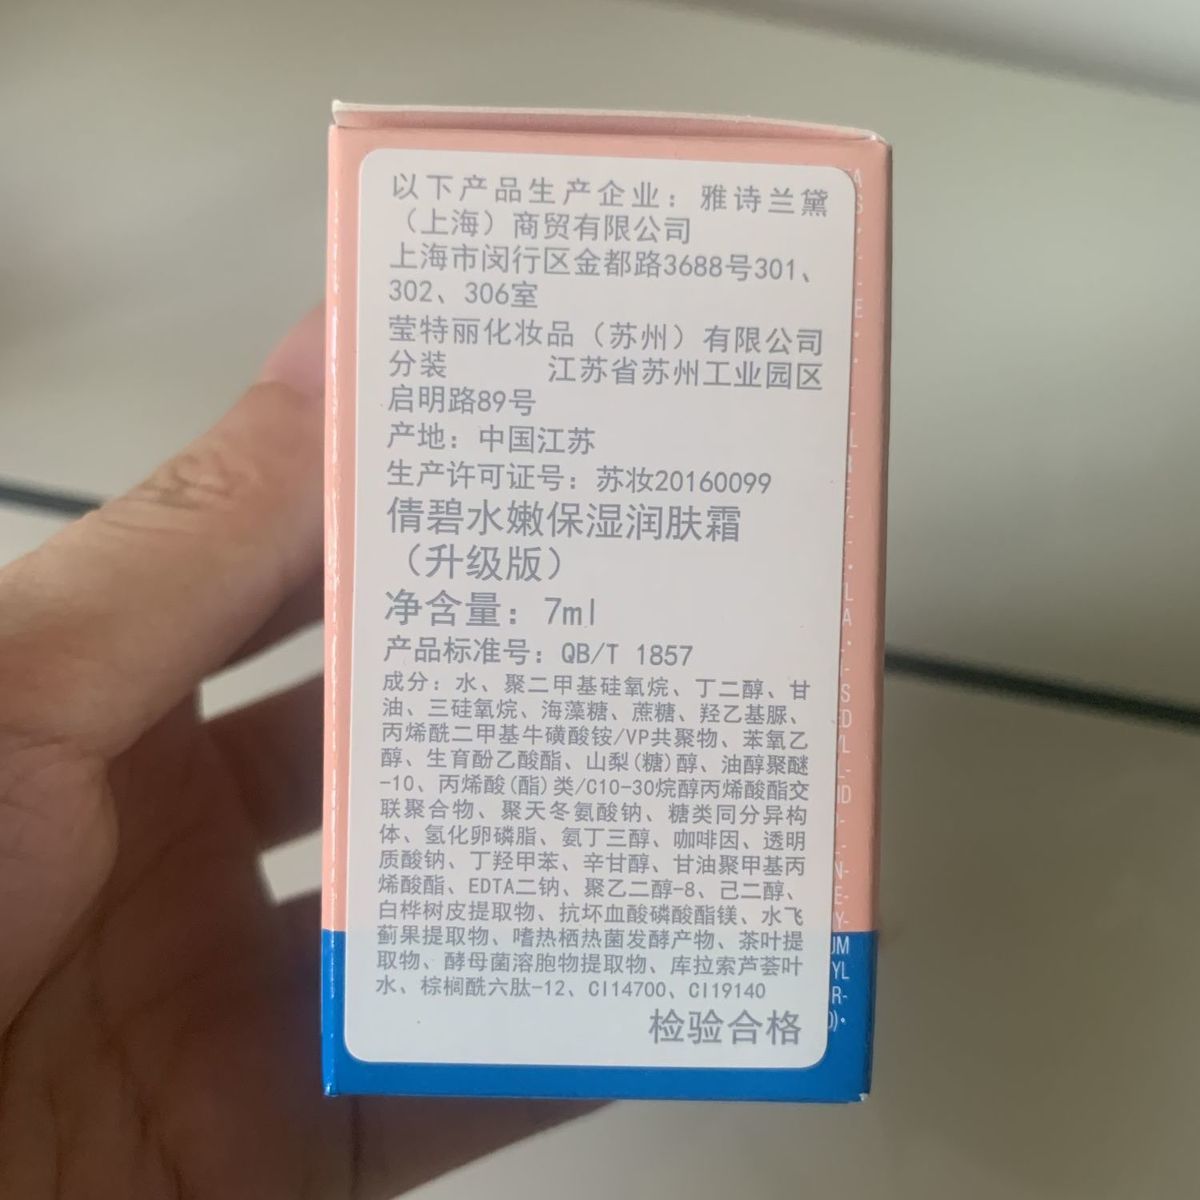 以下产品生产企业：雅诗兰黛
（上海）商贸有限公司
上海市闵行区金都路3688号301、
302、306室
莹特丽化妆品（苏州）有限公司
分装 江苏省苏州工业园区
启明路89号
产地：中国江苏
生产许可证号：苏妆20160099
倩碧水嫩保湿润肤霜
（升级版）
净含量：7ml
产品标准号：QB/T 1857
成分：水、聚二甲基硅氧烷、丁二醇、甘
油、三硅氧烷、海藻糖、蔗糖、羟乙基脲、
丙烯酰二甲基牛磺酸铵/VP共聚物、苯氧乙
醇、生育酚乙酸酯、山梨(糖)醇、油醇聚醚
-10、丙烯酸(酯)类/C10-30烷醇丙烯酸酯交
联聚合物、聚天冬氨酸钠、糖类同分异构
体、氢化卵磷脂、氨丁三醇、咖啡因、透明
质酸钠、丁羟甲苯、辛甘醇、甘油聚甲基丙
烯酸酯、EDTA二钠、聚乙二醇-8、己二醇、
白桦树皮提取物、抗坏血酸磷酸酯镁、水飞
蓟果提取物、嗜热栖热菌发酵产物、茶叶提
取物、酵母菌溶胞物提取物、库拉索芦荟叶
水、棕榈酰六肽-12、CI14700、CI19140
检验合格